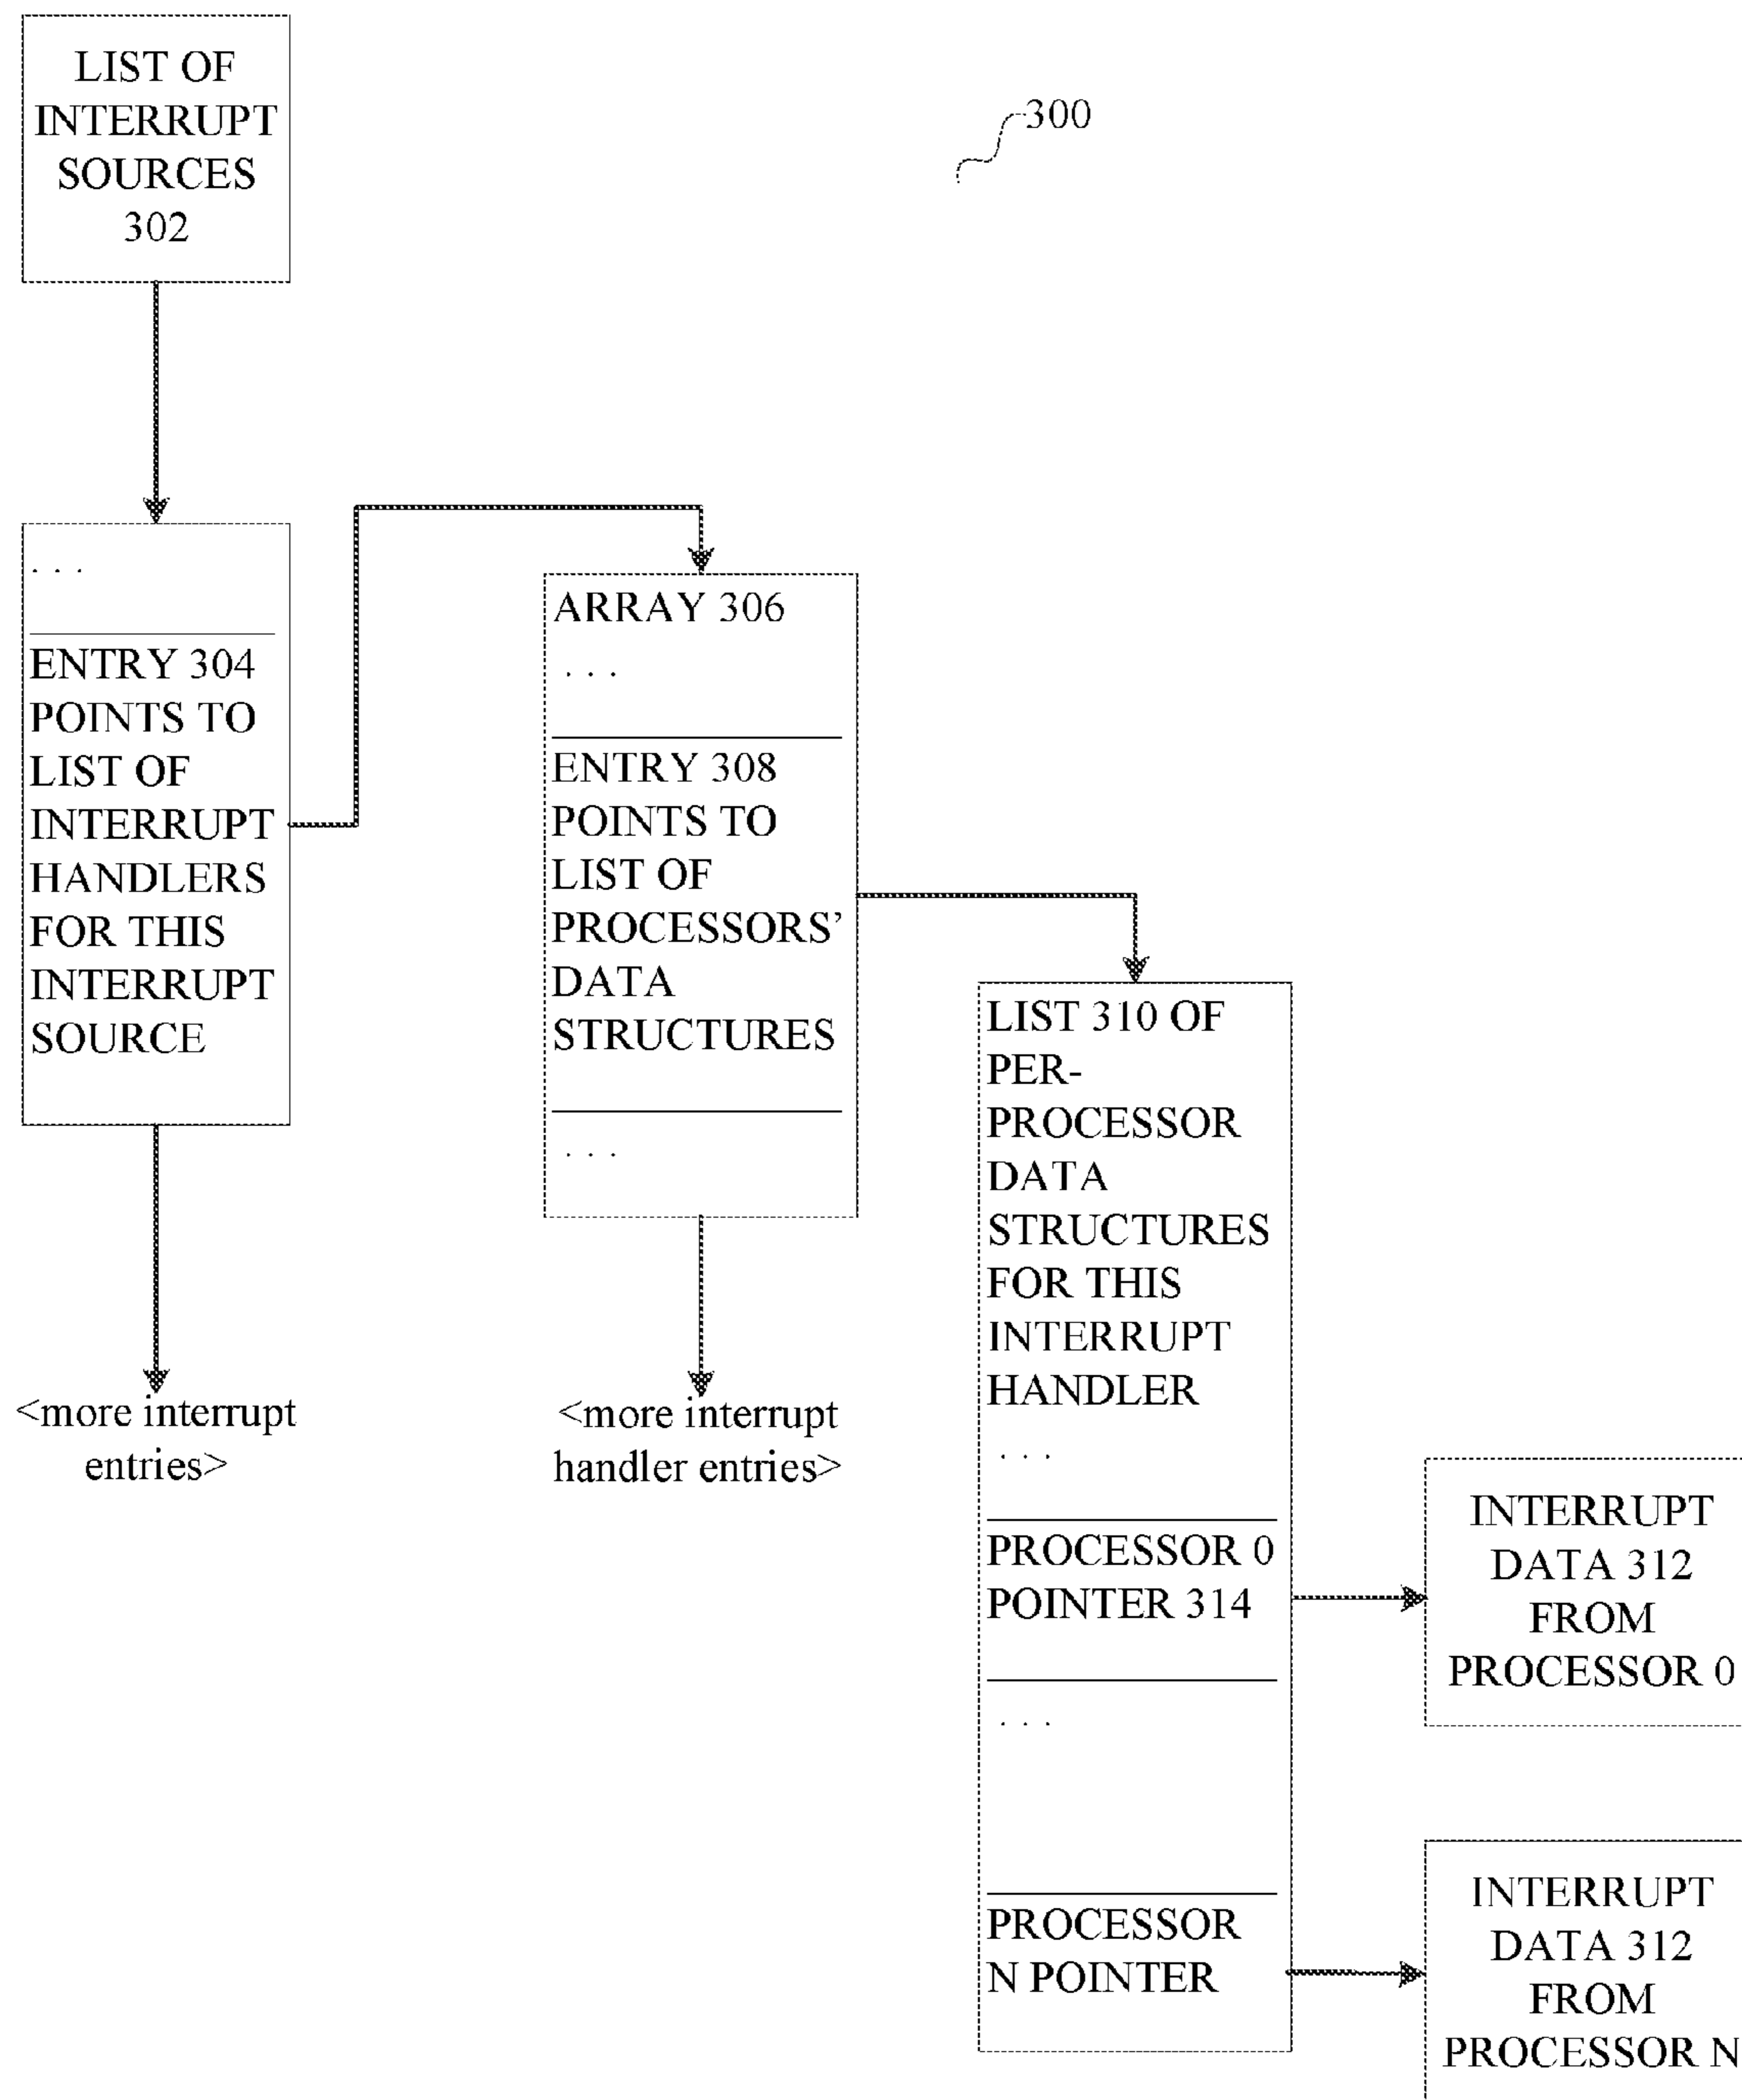 LIST OF
INTERRUPT
SOURCES
302
300
. . .
ENTRY 304
POINTS TO
LIST OF
INTERRUPT
HANDLERS
FOR THIS
INTERRUPT
SOURCE
<more interrupt
entries>
ARRAY 306
. . .
ENTRY 308
POINTS TO
LIST OF
PROCESSORS’
DATA
STRUCTURES
. . .
<more interrupt
handler entries>
LIST 310 OF
PER-
PROCESSOR
DATA
STRUCTURES
FOR THIS
INTERRUPT
HANDLER
. . .
PROCESSOR 0
POINTER 314
. . .
PROCESSOR
N POINTER
INTERRUPT
DATA 312
FROM
PROCESSOR 0
INTERRUPT
DATA 312
FROM
PROCESSOR N